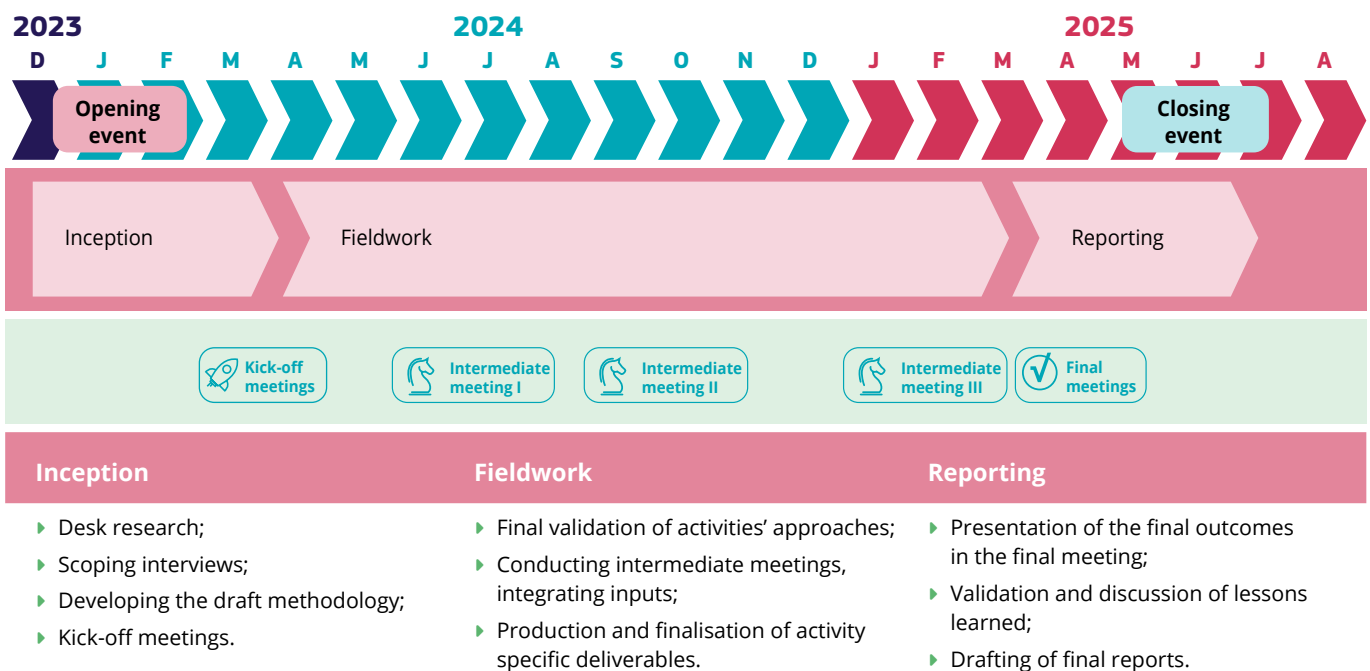 2023 2024 2025
D J F M A M J J A S O N D J F M A M J J A
Opening
event
Closing
event
Inception Fieldwork Reporting
Kick-off
meetings
Intermediate
meeting I
Intermediate
meeting II
Intermediate
meeting III
Final
meetings
Inception
Desk research;
Scoping interviews;
Developing the draft methodology;
Kick-off meetings.
Fieldwork
Final validation of activities’ approaches;
Conducting intermediate meetings,
integrating inputs;
Production and finalisation of activity
specific deliverables.
Reporting
Presentation of the final outcomes
in the final meeting;
Validation and discussion of lessons
learned;
Drafting of final reports.